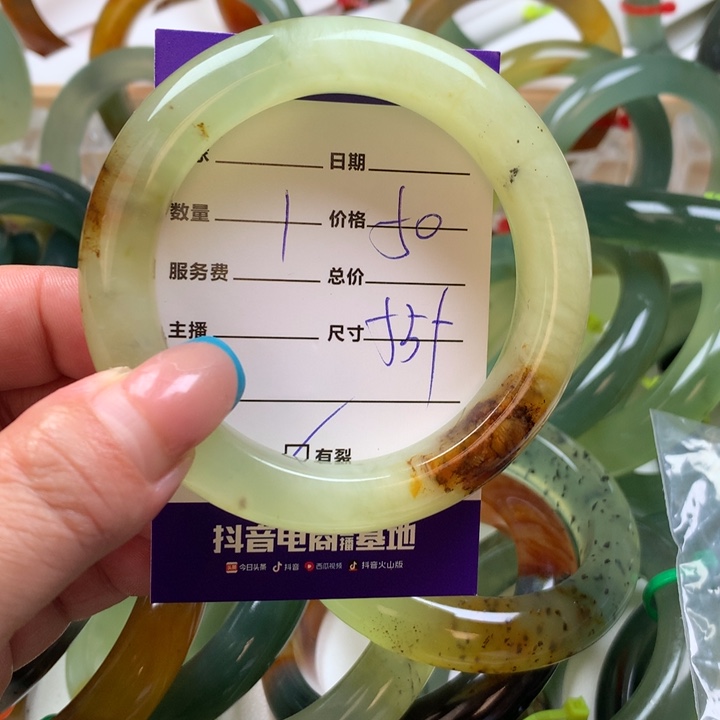 日期
数量 1 价格 50
服务费 总价
主播 尺寸 55+
有裂
抖音电商直播基地
今日头条 抖音 西瓜视频 抖音火山版